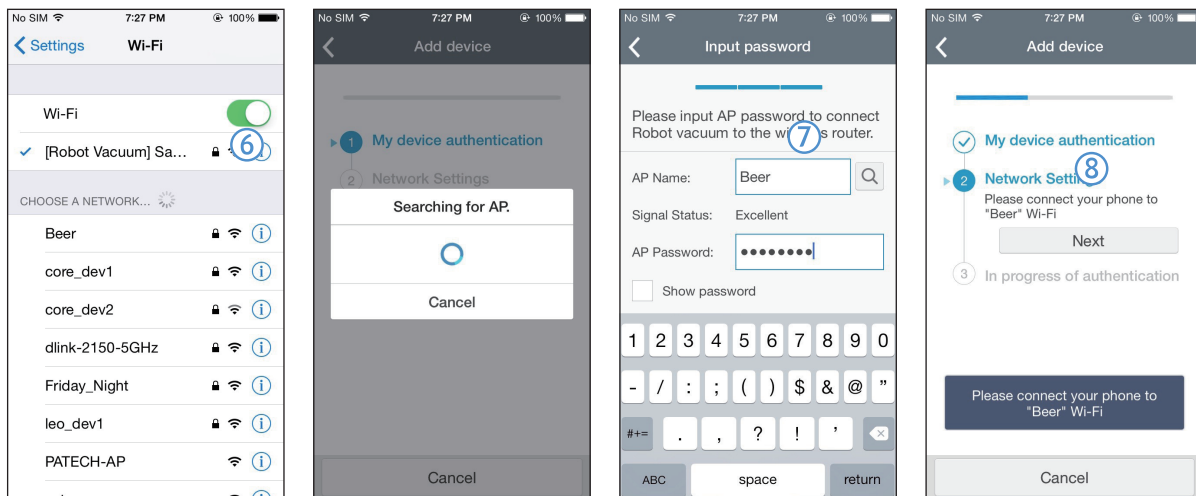 No SIM 7:27 PM 100%
Settings Wi-Fi
Wi-Fi
6
[Robot Vacuum] Sa...
CHOOSE A NETWORK...
Beer
core_dev1
core_dev2
dlink-2150-5GHz
Friday_Night
leo_dev1
PATECH-AP
No SIM 7:27 PM 100%
Add device
1 My device authentication
2 Network Settings
Searching for AP.
Cancel
Cancel
No SIM 7:27 PM 100%
Input password
Please input AP password to connect
Robot vacuum to the router.
7
AP Name: Beer
Signal Status: Excellent
AP Password: ●●●●●●●●
Show password
1 2 3 4 5 6 7 8 9 0
- / : ; ( ) $ & @ ”
#+= . , ? ! ’
ABC space return
No SIM 7:27 PM 100%
Add device
My device authentication
2 Network
8
Please connect your phone to
"Beer" Wi-Fi
Next
3 In progress of authentication
Please connect your phone to
"Beer" Wi-Fi
Cancel